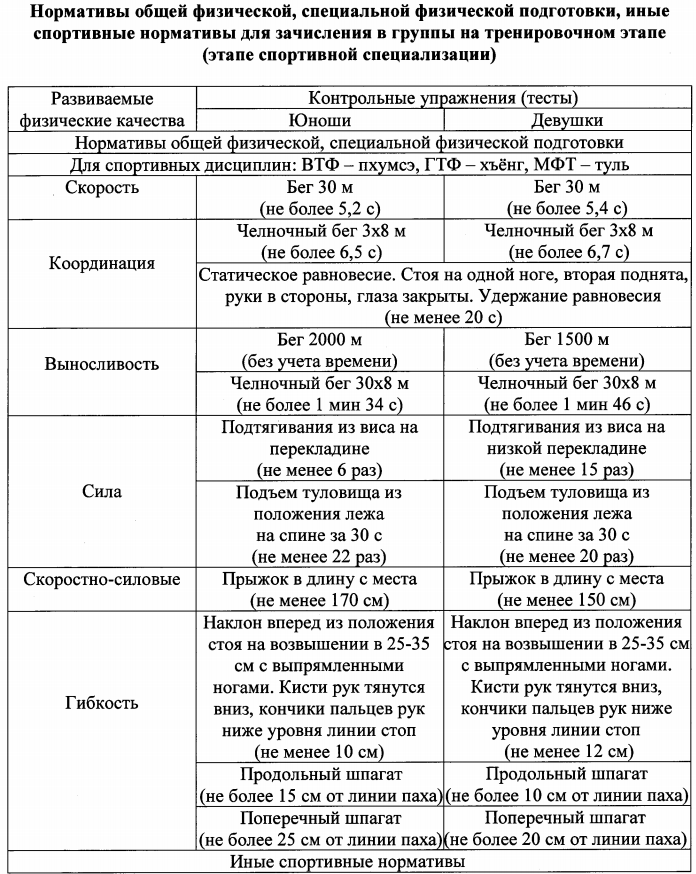 Нормативы общей физической, специальной физической подготовки, иные
спортивные нормативы для зачисления в группы на тренировочном этапе
(этапе спортивной специализации)
Развиваемые
физические качества
Контрольные упражнения (тесты)
Юноши
Девушки
Нормативы общей физической, специальной физической подготовки
Для спортивных дисциплин: ВТФ – пхумсэ, ГТФ – хъёнг, МФТ – туль
Скорость
Бег 30 м
(не более 5,2 с)
Бег 30 м
(не более 5,4 с)
Координация
Челночный бег 3х8 м
(не более 6,5 с)
Челночный бег 3х8 м
(не более 6,7 с)
Статическое равновесие. Стоя на одной ноге, вторая поднята,
руки в стороны, глаза закрыты. Удержание равновесия
(не менее 20 с)
Выносливость
Бег 2000 м
(без учета времени)
Бег 1500 м
(без учета времени)
Челночный бег 30х8 м
(не более 1 мин 34 с)
Челночный бег 30х8 м
(не более 1 мин 46 с)
Сила
Подтягивания из виса на
перекладине
(не менее 6 раз)
Подтягивания из виса на
низкой перекладине
(не менее 15 раз)
Подъем туловища из
положения лежа
на спине за 30 с
(не менее 22 раз)
Подъем туловища из
положения лежа
на спине за 30 с
(не менее 20 раз)
Скоростно-силовые
Прыжок в длину с места
(не менее 170 см)
Прыжок в длину с места
(не менее 150 см)
Гибкость
Наклон вперед из положения
стоя на возвышении в 25-35
см с выпрямленными
ногами. Кисти рук тянутся
вниз, кончики пальцев рук
ниже уровня линии стоп
(не менее 10 см)
Наклон вперед из положения
стоя на возвышении в 25-35 см
с выпрямленными ногами.
Кисти рук тянутся вниз,
кончики пальцев рук ниже
уровня линии стоп
(не менее 12 см)
Продольный шпагат
(не более 15 см от линии паха)
Продольный шпагат
(не более 10 см от линии паха)
Поперечный шпагат
(не более 25 см от линии паха)
Поперечный шпагат
(не более 20 см от линии паха)
Иные спортивные нормативы